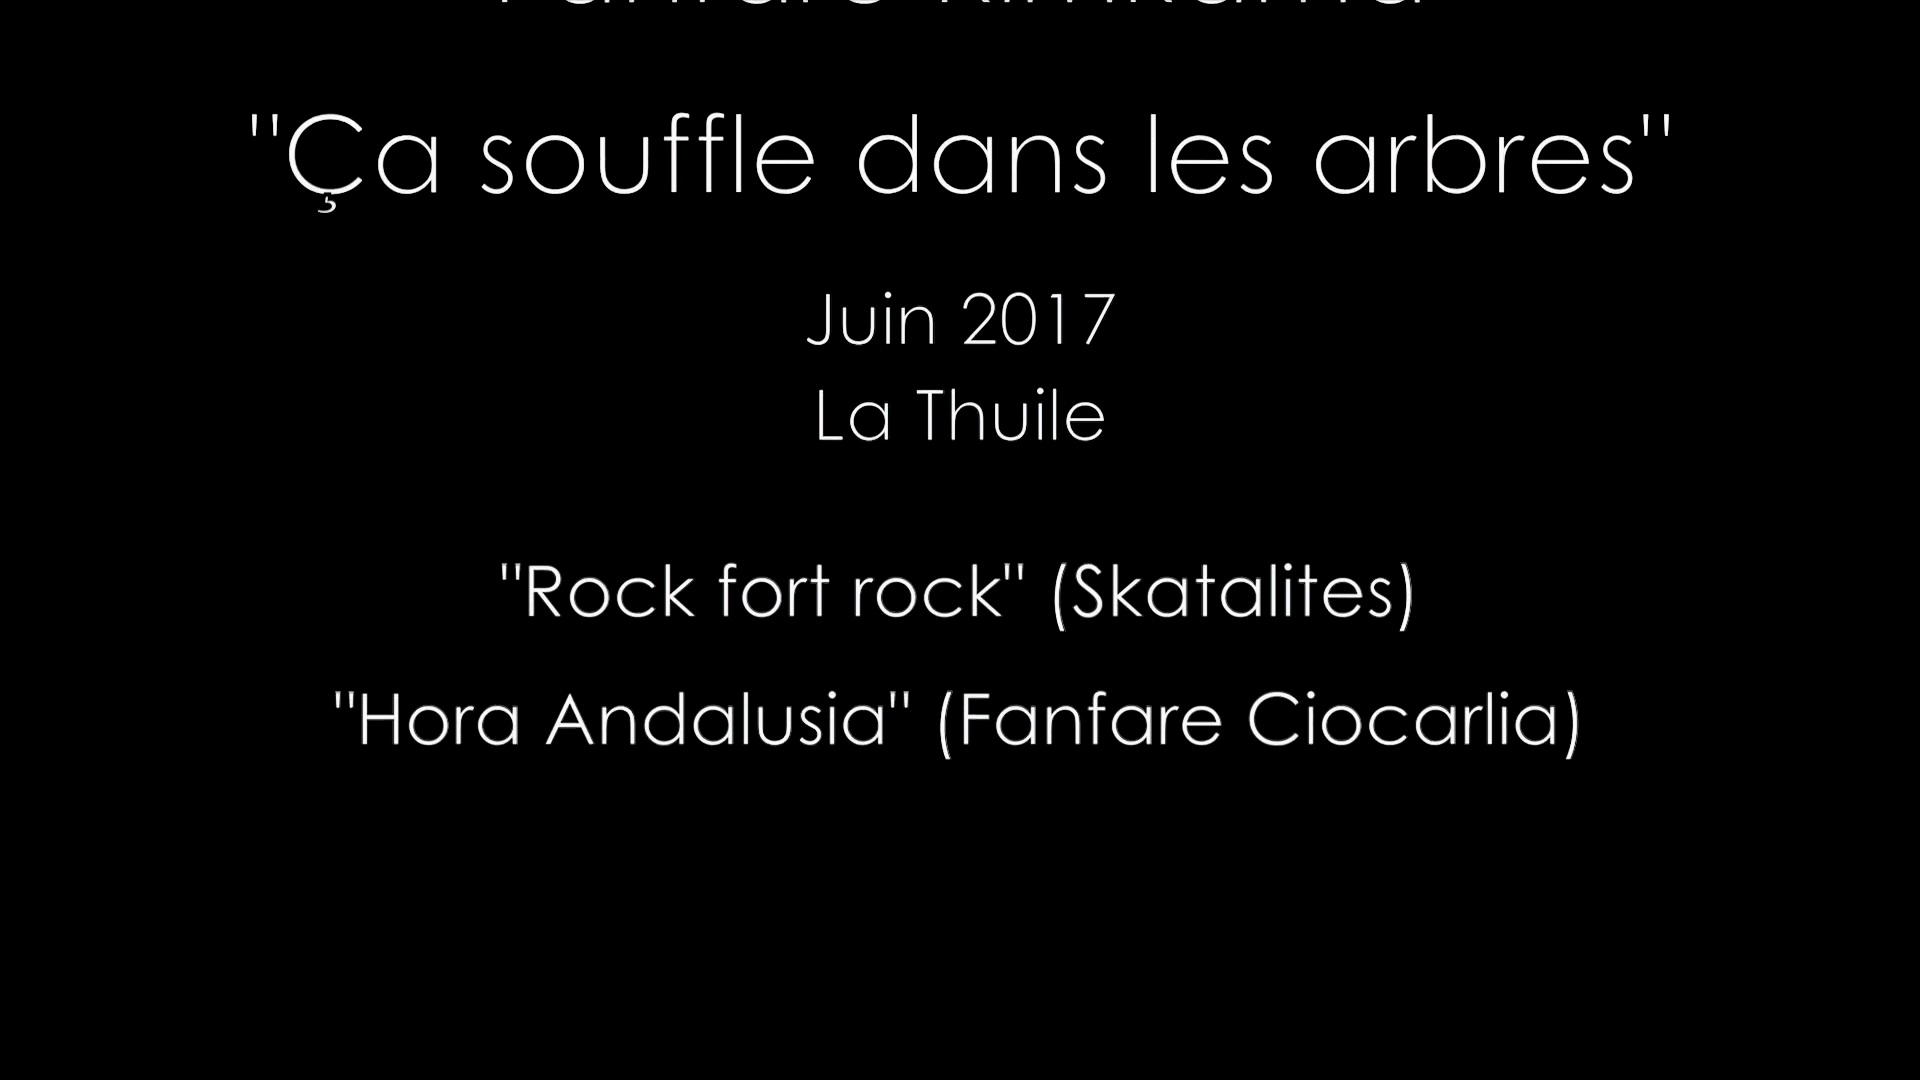 "Ça souffle dans les arbres"
Juin 2017
La Thuile
"Rock fort rock" (Skatalites)
"Hora Andalusia" (Fanfare Ciocarlia)